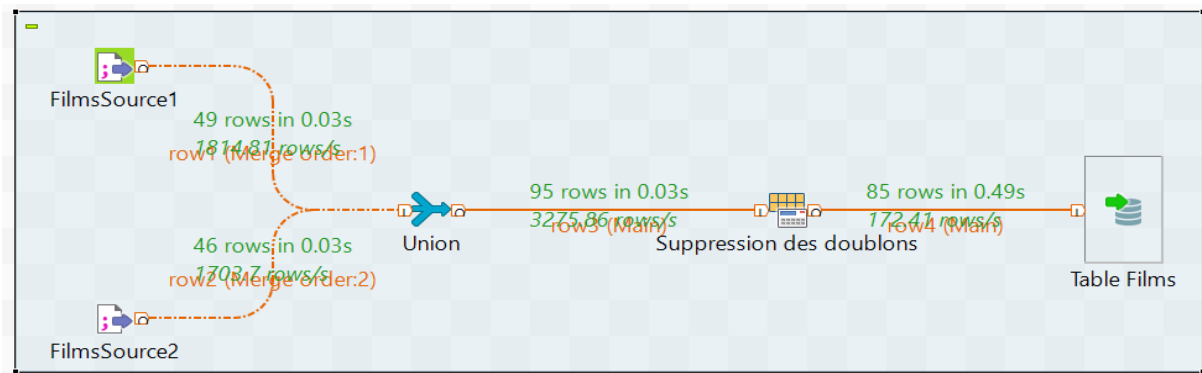 FilmsSource1
49 rows in 0.03s
1814.81 rows/s
row1 (Merge order:1)
95 rows in 0.03s
3275.86 rows/s
row3 (Main)
85 rows in 0.49s
172.41 rows/s
row4 (Main)
Union
Suppression des doublons
46 rows in 0.03s
1703.7 rows/s
row2 (Merge order:2)
Table Films
FilmsSource2